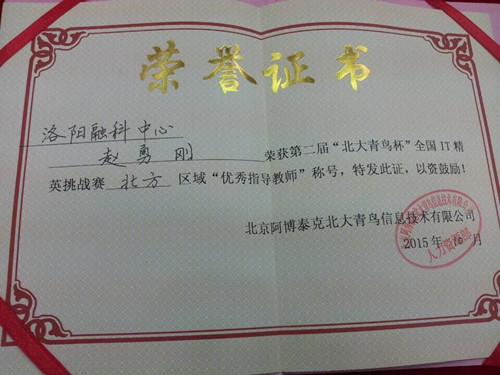 荣誉证书
洛阳融科中心
赵勇刚 荣获第二届“北大青鸟杯”全国IT精
英挑战赛 北方 区域“优秀指导教师”称号，特发此证，以资鼓励！
北京阿博泰克北大青鸟信息技术有限公司
2015年10月
人力资源部